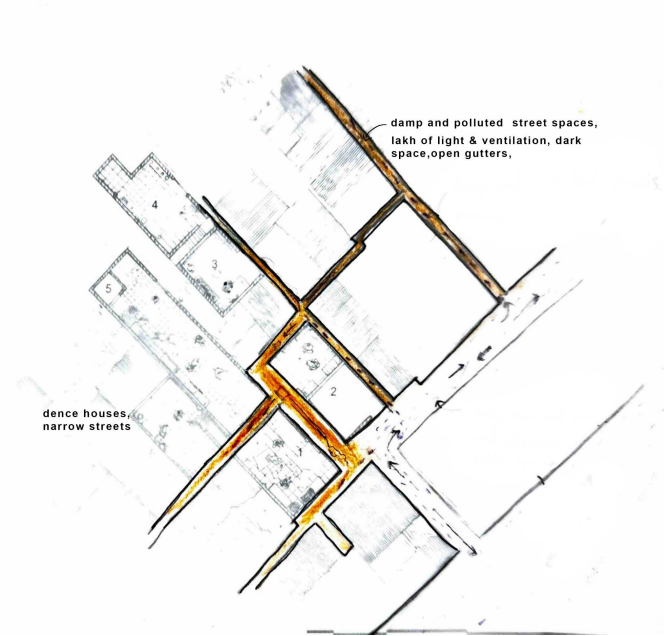 damp and polluted street spaces,
lakh of light & ventilation, dark
space,open gutters,
4
3
5
2
1
dence houses,
narrow streets